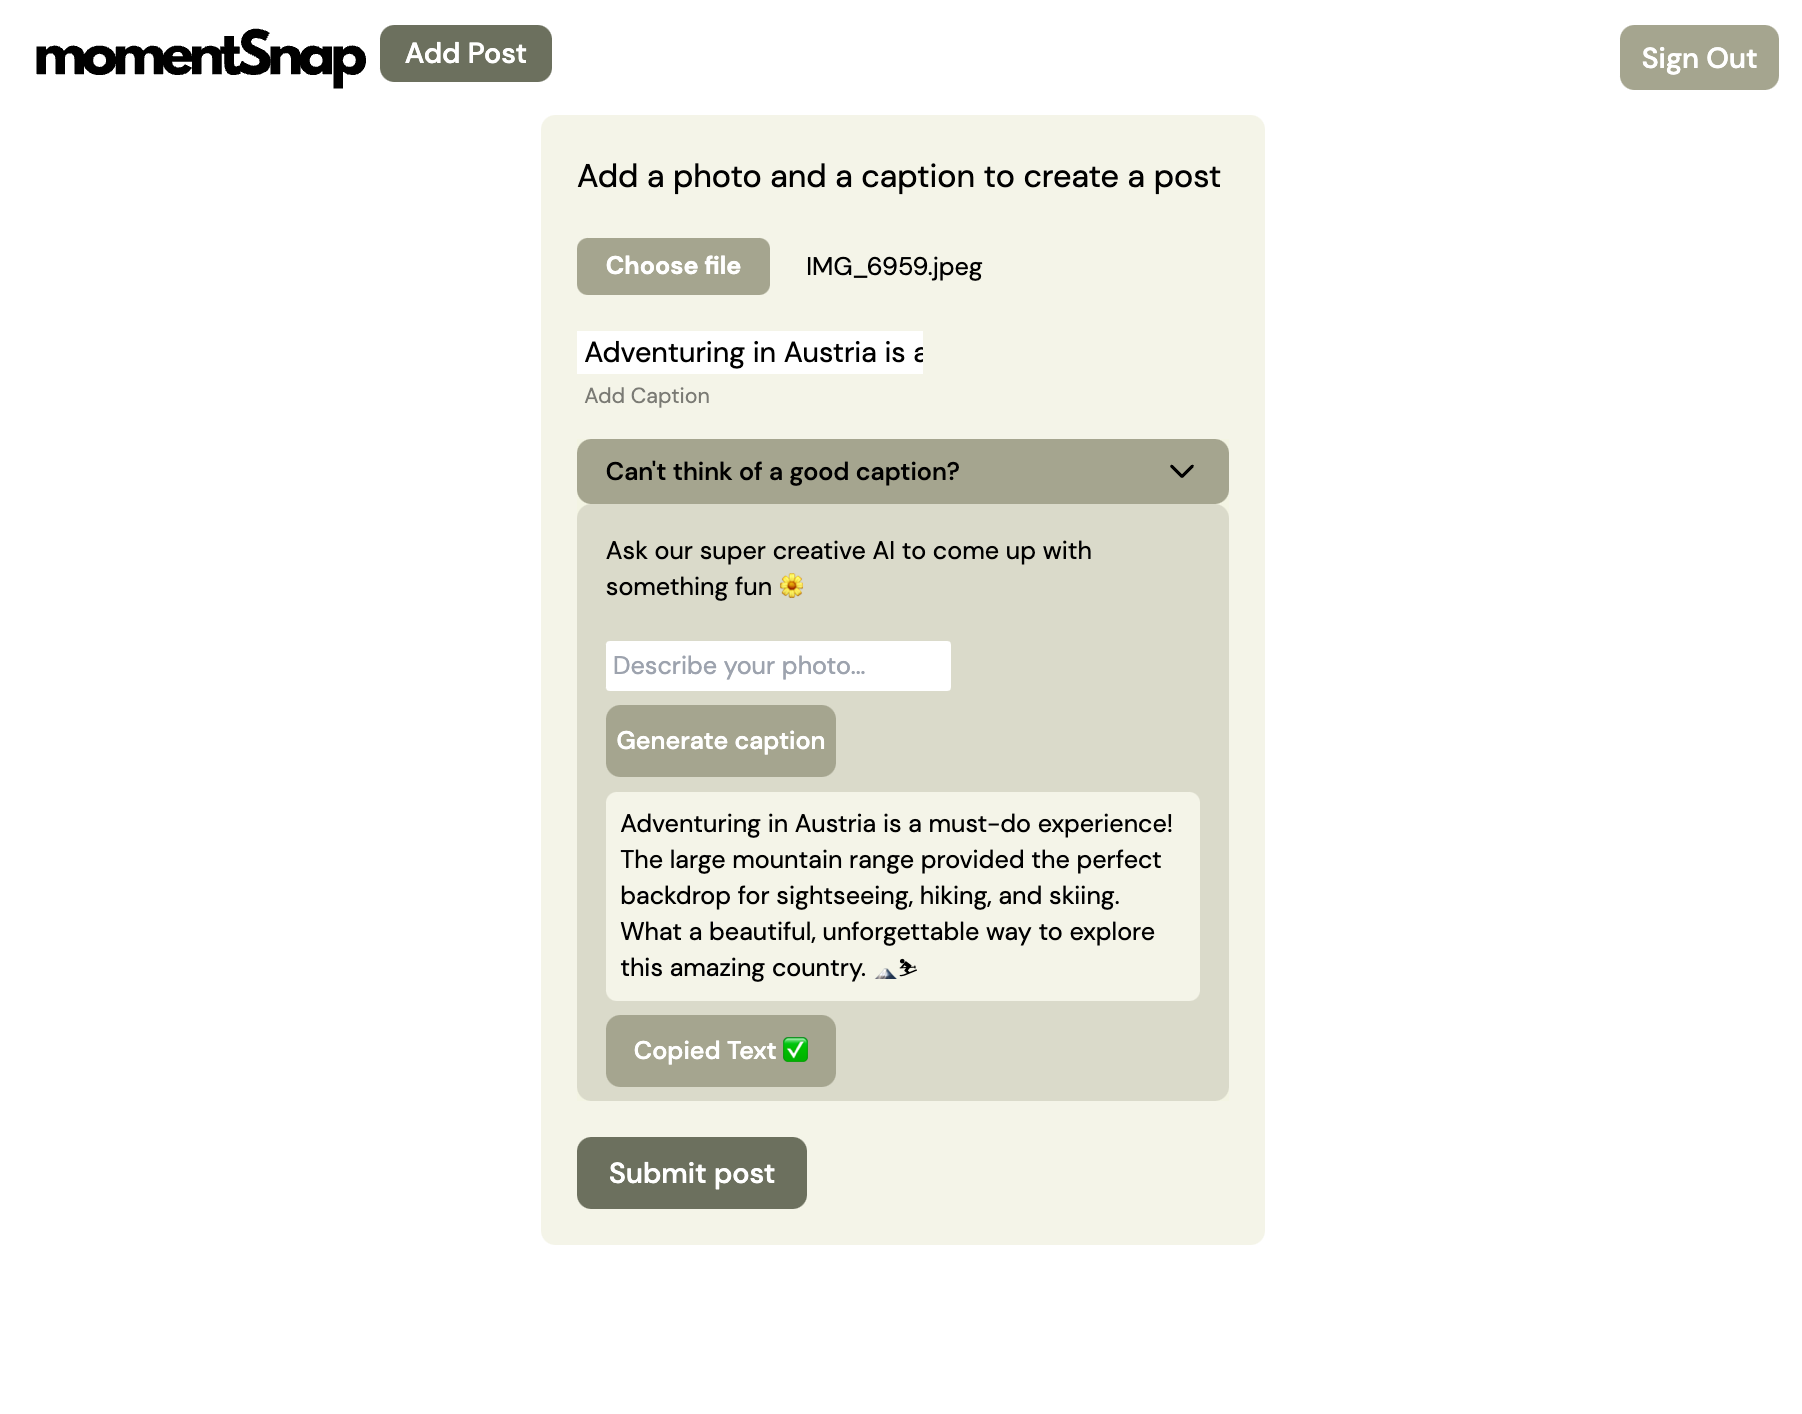 momentSnap
Add Post
Sign Out
Add a photo and a caption to create a post
Choose file
IMG_6959.jpeg
Adventuring in Austria is a
Add Caption
Can't think of a good caption?
Ask our super creative AI to come up with
something fun 🌼
Describe your photo...
Generate caption
Adventuring in Austria is a must-do experience!
The large mountain range provided the perfect
backdrop for sightseeing, hiking, and skiing.
What a beautiful, unforgettable way to explore
this amazing country. 🗻⛷
Copied Text ✅
Submit post